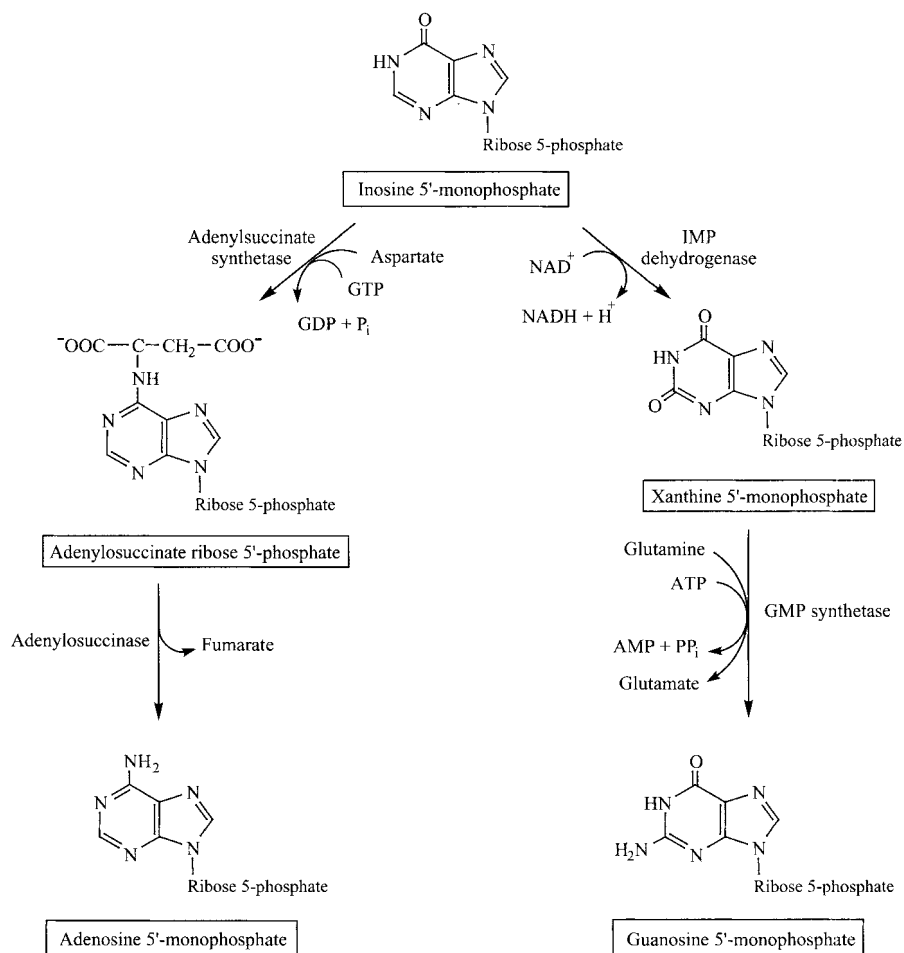 O
HN
N
N
N
Ribose 5-phosphate
Inosine 5'-monophosphate
Adenylsuccinate
synthetase
Aspartate
GTP
GDP + Pi
IMP
dehydrogenase
NAD+
NADH + H+
-OOC—C—CH2—COO-
NH
N
N
N
N
Ribose 5-phosphate
Adenylosuccinate ribose 5'-phosphate
O
HN
N
O
N
N
Ribose 5-phosphate
Xanthine 5'-monophosphate
Adenylosuccinase
Fumarate
Glutamine
ATP
GMP synthetase
AMP + PPi
Glutamate
NH2
N
N
N
N
Ribose 5-phosphate
Adenosine 5'-monophosphate
O
HN
N
H2N
N
N
Ribose 5-phosphate
Guanosine 5'-monophosphate